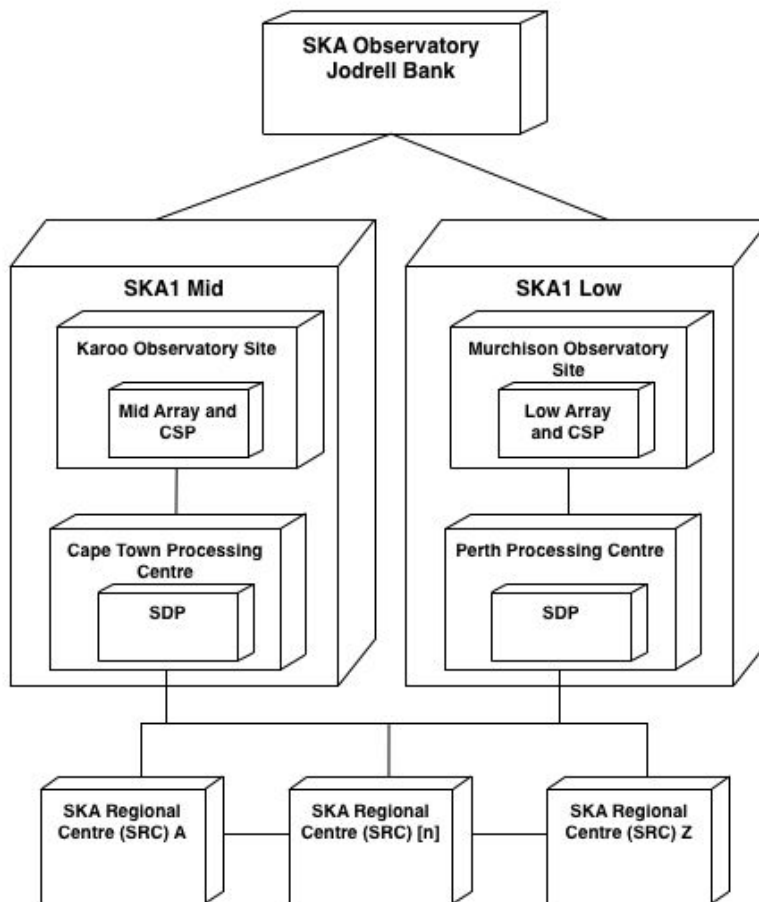 SKA Observatory
Jodrell Bank
SKA1 Mid
Karoo Observatory Site
Mid Array and
CSP
Cape Town Processing
Centre
SDP
SKA1 Low
Murchison Observatory
Site
Low Array
and CSP
Perth Processing Centre
SDP
SKA Regional
Centre (SRC) A
SKA Regional
Centre (SRC) [n]
SKA Regional
Centre (SRC) Z